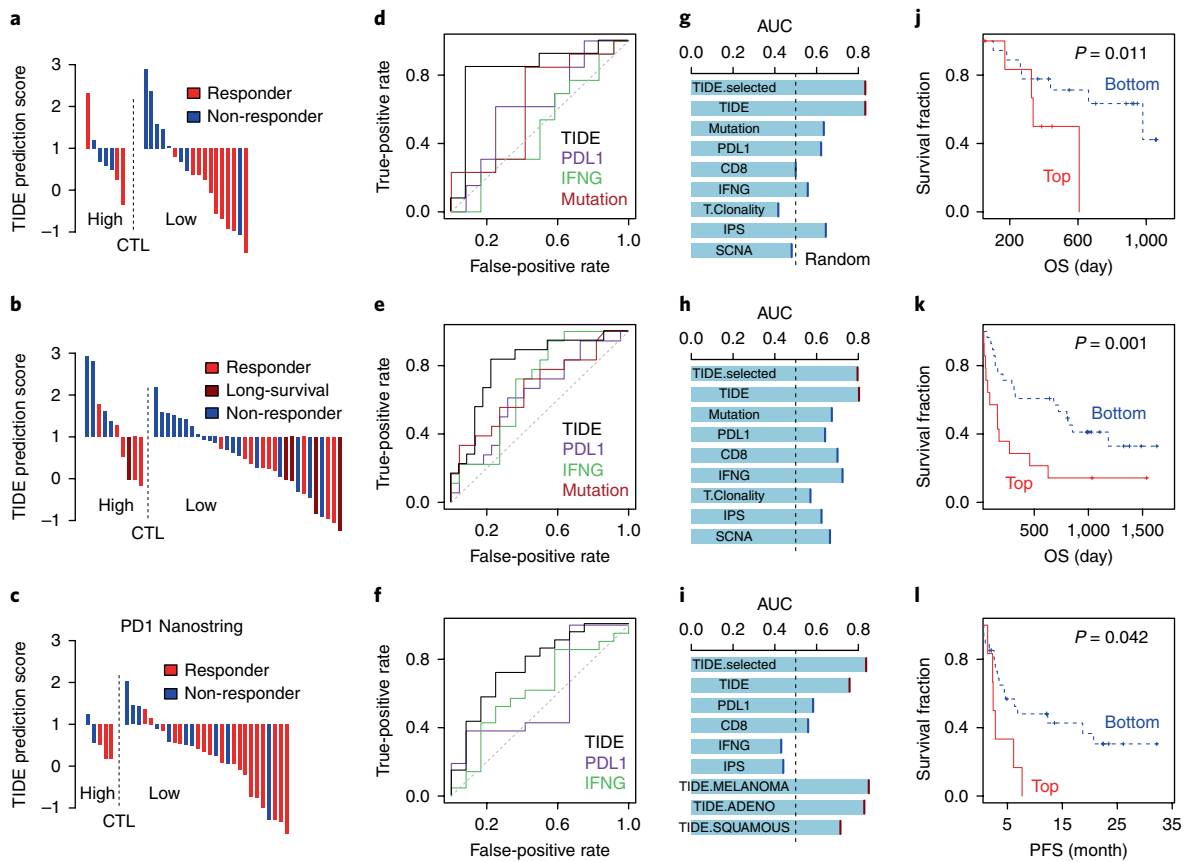 a
TIDE prediction score
3
2
1
0
−1
Responder
Non-responder
High
Low
CTL
d
True-positive rate
0.8
0.4
0.0
TIDE
PDL1
IFNG
Mutation
0.2
0.6
1.0
False-positive rate
g
AUC
0.0 0.2 0.4 0.6 0.8
TIDE.selected
TIDE
Mutation
PDL1
CD8
IFNG
T.Clonality
IPS
SCNA
Random
j
Survival fraction
0.8
0.4
0.0
P = 0.011
Bottom
Top
200 600 1,000
OS (day)
b
TIDE prediction score
3
2
1
0
−1
Responder
Long-survival
Non-responder
High
Low
CTL
e
True-positive rate
0.8
0.4
0.0
TIDE
PDL1
IFNG
Mutation
0.2 0.6 1.0
False-positive rate
h
AUC
0.0 0.2 0.4 0.6 0.8
TIDE.selected
TIDE
Mutation
PDL1
CD8
IFNG
T.Clonality
IPS
SCNA
k
Survival fraction
0.8
0.4
0.0
P = 0.001
Bottom
Top
500 1,000 1,500
OS (day)
c
PD1 Nanostring
TIDE prediction score
3
2
1
0
−1
Responder
Non-responder
High
Low
CTL
f
True-positive rate
0.8
0.4
0.0
TIDE
PDL1
IFNG
0.2 0.6 1.0
False-positive rate
i
AUC
0.0 0.2 0.4 0.6 0.8
TIDE.selected
TIDE
PDL1
CD8
IFNG
IPS
TIDE.MELANOMA
TIDE.ADENO
TIDE.SQUAMOUS
l
Survival fraction
0.8
0.4
0.0
P = 0.042
Bottom
Top
5 15 25 35
PFS (month)